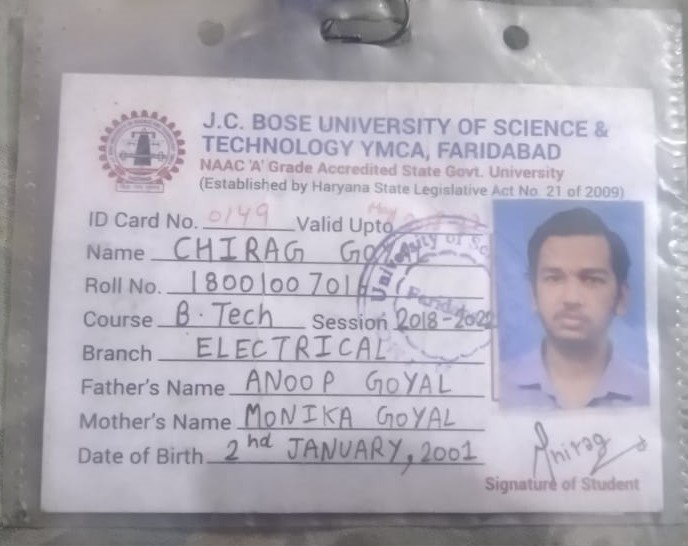 J.C. BOSE UNIVERSITY OF SCIENCE &
TECHNOLOGY YMCA, FARIDABAD
NAAC 'A' Grade Accredited State Govt. University
(Established by Haryana State Legislative Act No. 21 of 2009)
ID Card No. 0149 Valid Upto May
Name CHIRAG
Roll No. 18001007016
Course B.Tech Session 2018-2022
Branch ELECTRICAL
Father's Name ANOOP GOYAL
Mother's Name MONIKA GOYAL
Date of Birth 2nd JANUARY, 2001
University of Sc
Faridabad
Chirag
Signature of Student